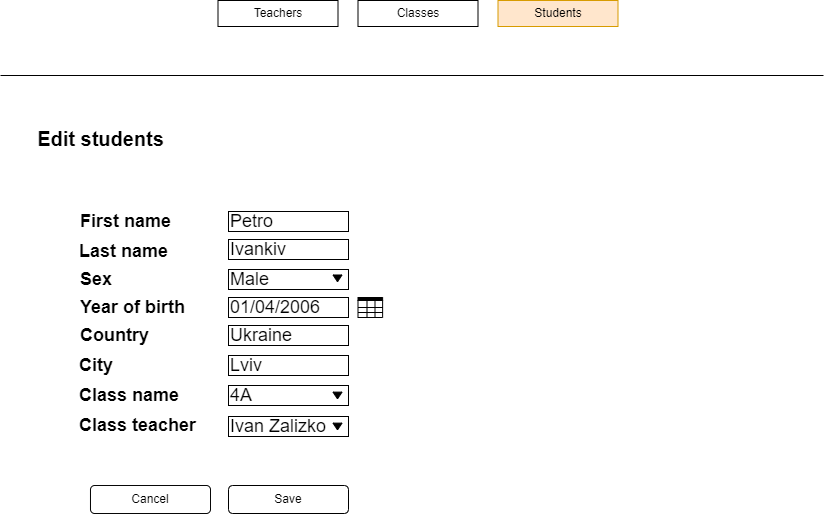 Teachers Classes Students
Edit students
First name Petro
Last name Ivankiv
Sex Male
Year of birth 01/04/2006
Country Ukraine
City Lviv
Class name 4A
Class teacher Ivan Zalizko
Cancel Save